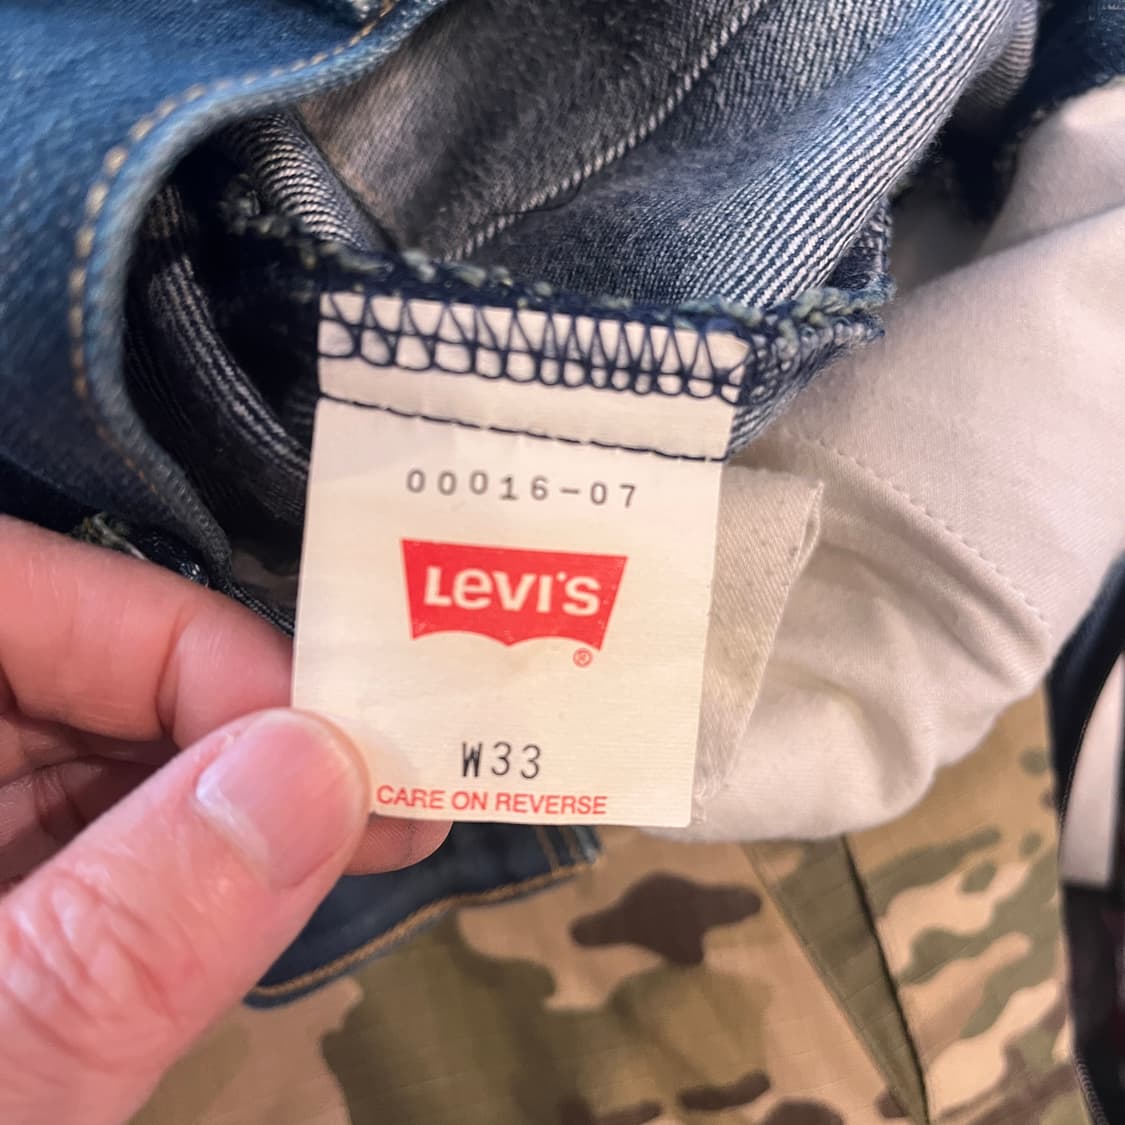 00016-07
LEVI'S
®
W33
CARE ON REVERSE